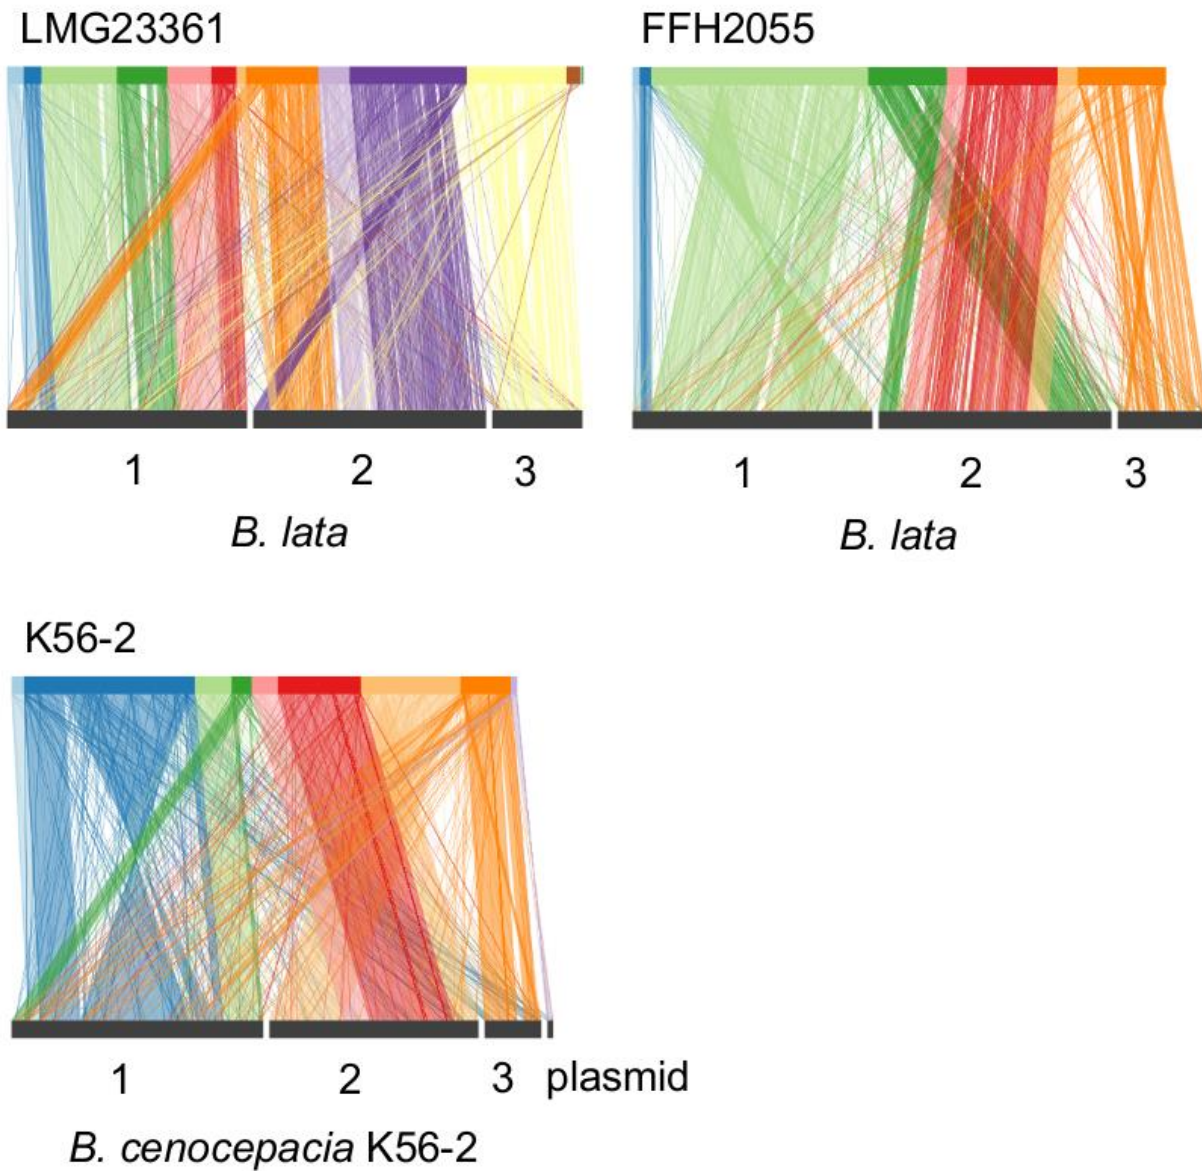 LMG23361 FFH2055
1 2 3 1 2 3
B. lata B. lata
K56-2
1 2 3 plasmid
B. cenocepacia K56-2